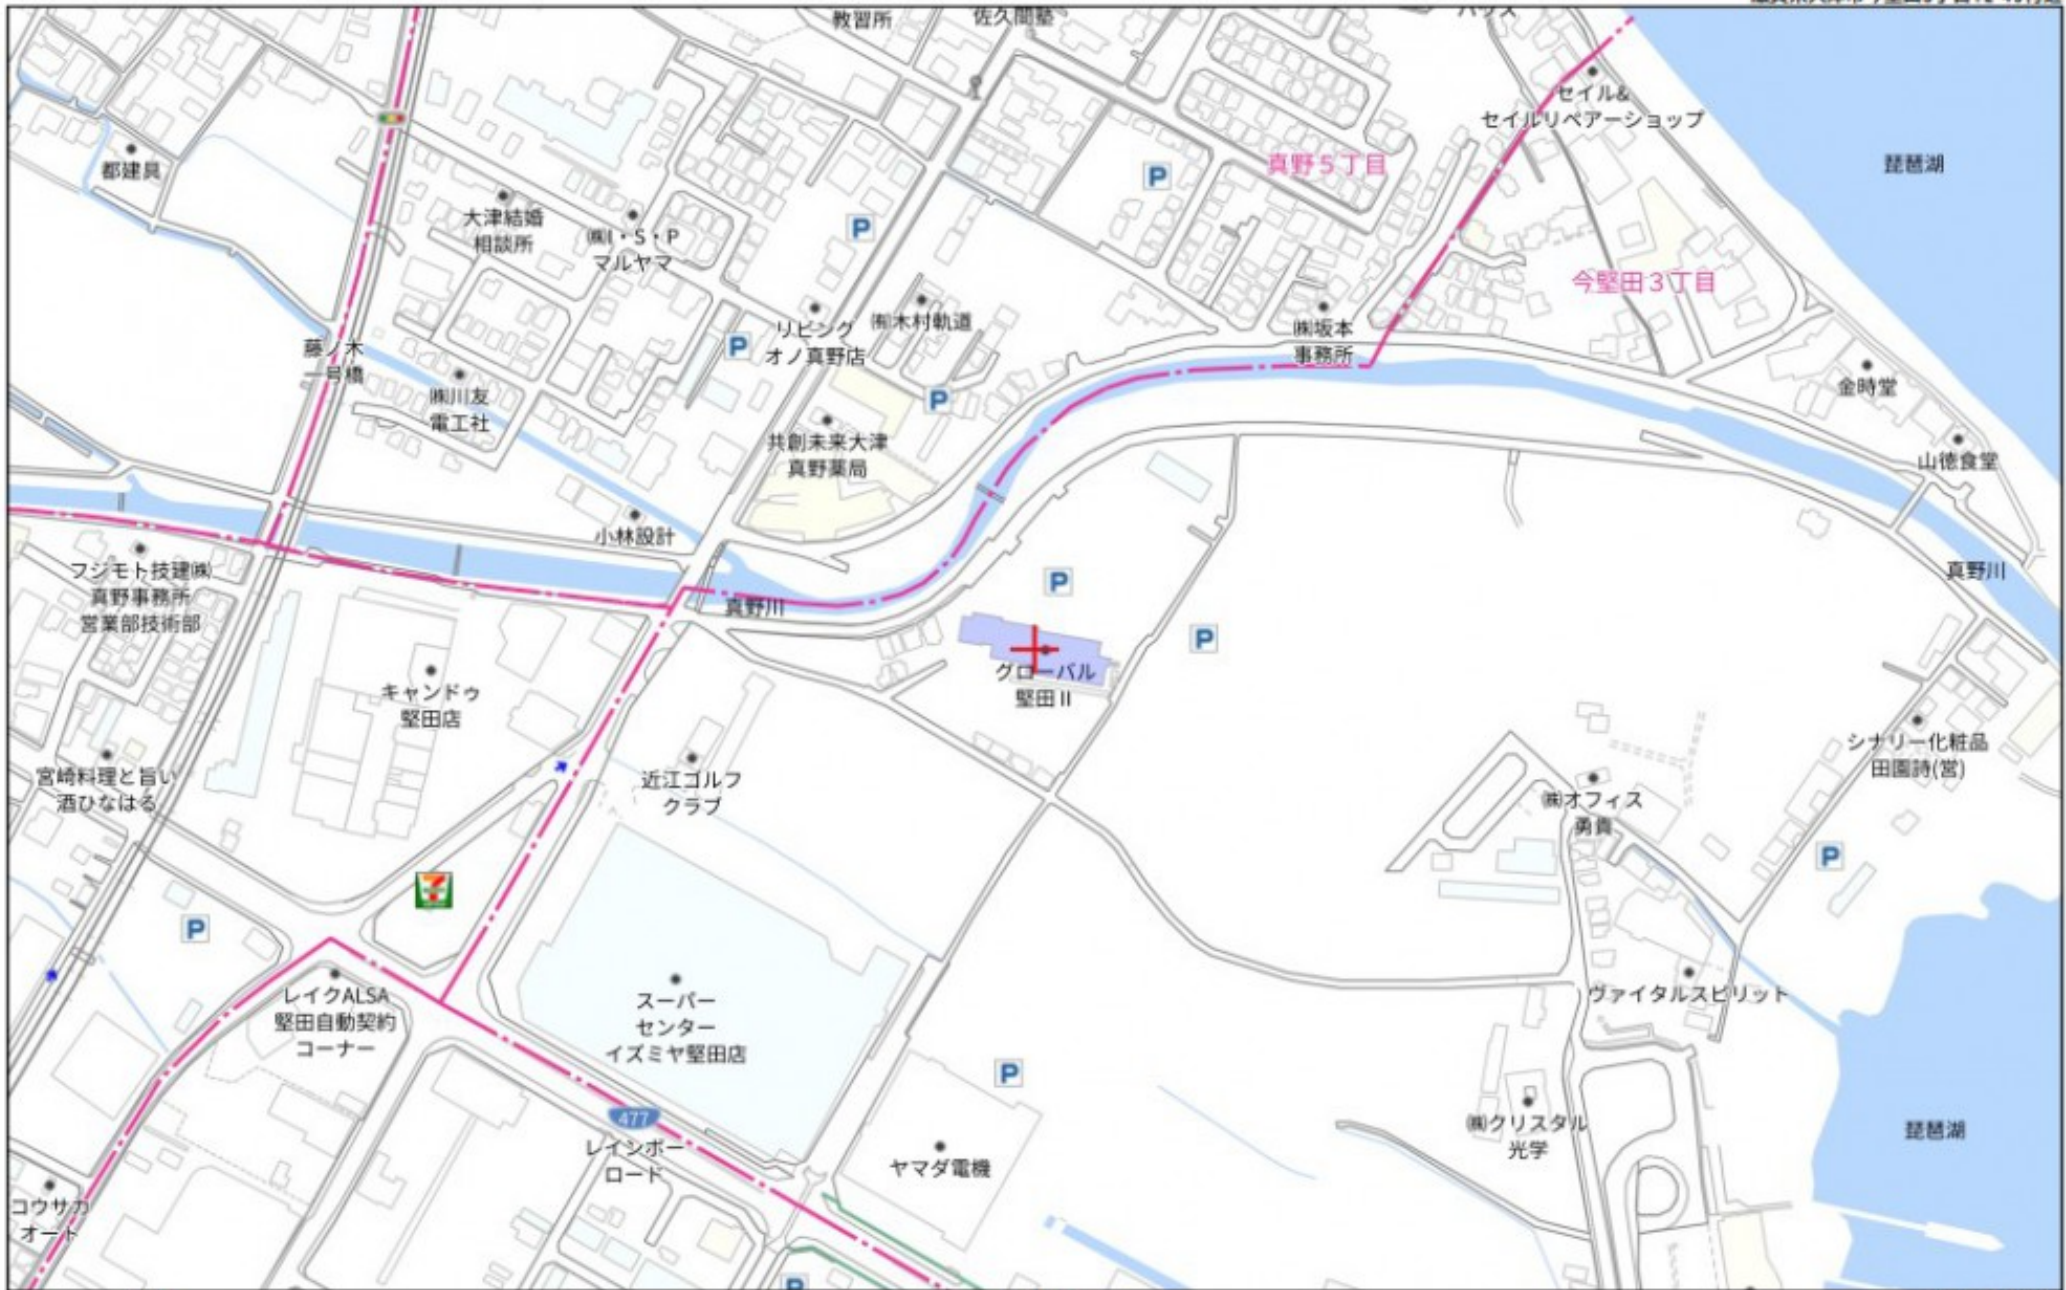 教習所
佐久間塾
セイル&
セイルリペアーショップ
琵琶湖
都建具
真野5丁目
大津結婚
相談所
㈱I・S・P
マルヤマ
今堅田3丁目
リビング
オノ真野店
㈲木村軌道
㈱坂本
事務所
藤ノ木
一号橋
㈱川友
電工社
金時堂
共創未来大津
真野薬局
山徳食堂
小林設計
フジモト技建㈱
真野事務所
営業部技術部
真野川
真野川
P
P
P
P
P
P
グローバル
堅田Ⅱ
キャンドゥ
堅田店
宮崎料理と旨い
酒ひなはる
近江ゴルフ
クラブ
シナリー化粧品
田園詩(営)
㈱オフィス
勇貴
P
7
P
レイクALSA
堅田自動契約
コーナー
スーパー
センター
イズミヤ堅田店
ヴァイタルスピリット
P
477
レインボー
ロード
ヤマダ電機
㈱クリスタル
光学
琵琶湖
コウサカ
オート
P